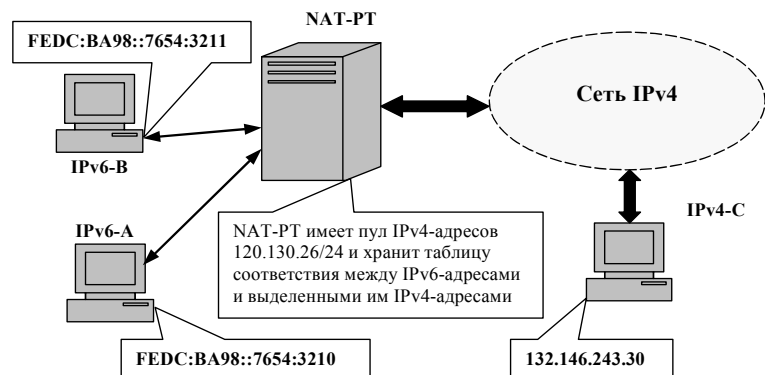 NAT-PT
FEDC:BA98::7654:3211
Сеть IPv4
IPv6-B
IPv6-A
IPv4-C
NAT-PT имеет пул IPv4-адресов
120.130.26/24 и хранит таблицу
соответствия между IPv6-адресами
и выделенными им IPv4-адресами
FEDC:BA98::7654:3210
132.146.243.30